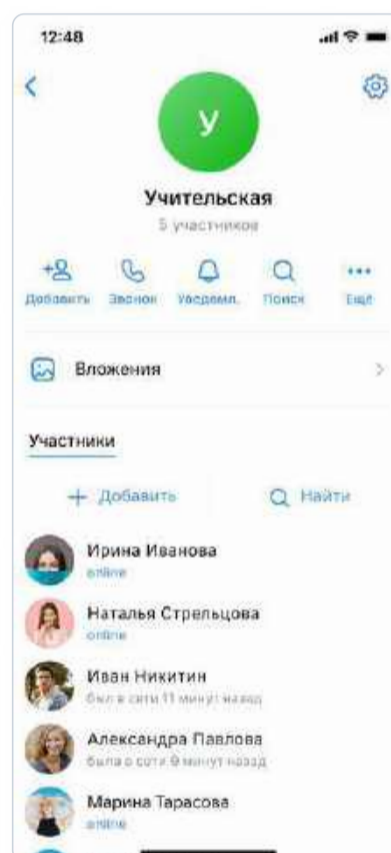 12:48
У
Учительская
5 участников
Добавить Звонок Уведомл. Поиск Ещё
Вложения
Участники
Добавить Найти
Ирина Иванова
online
Наталья Стрельцова
online
Иван Никитин
был в сети 11 минут назад
Александра Павлова
была в сети 9 минут назад
Марина Тарасова
online